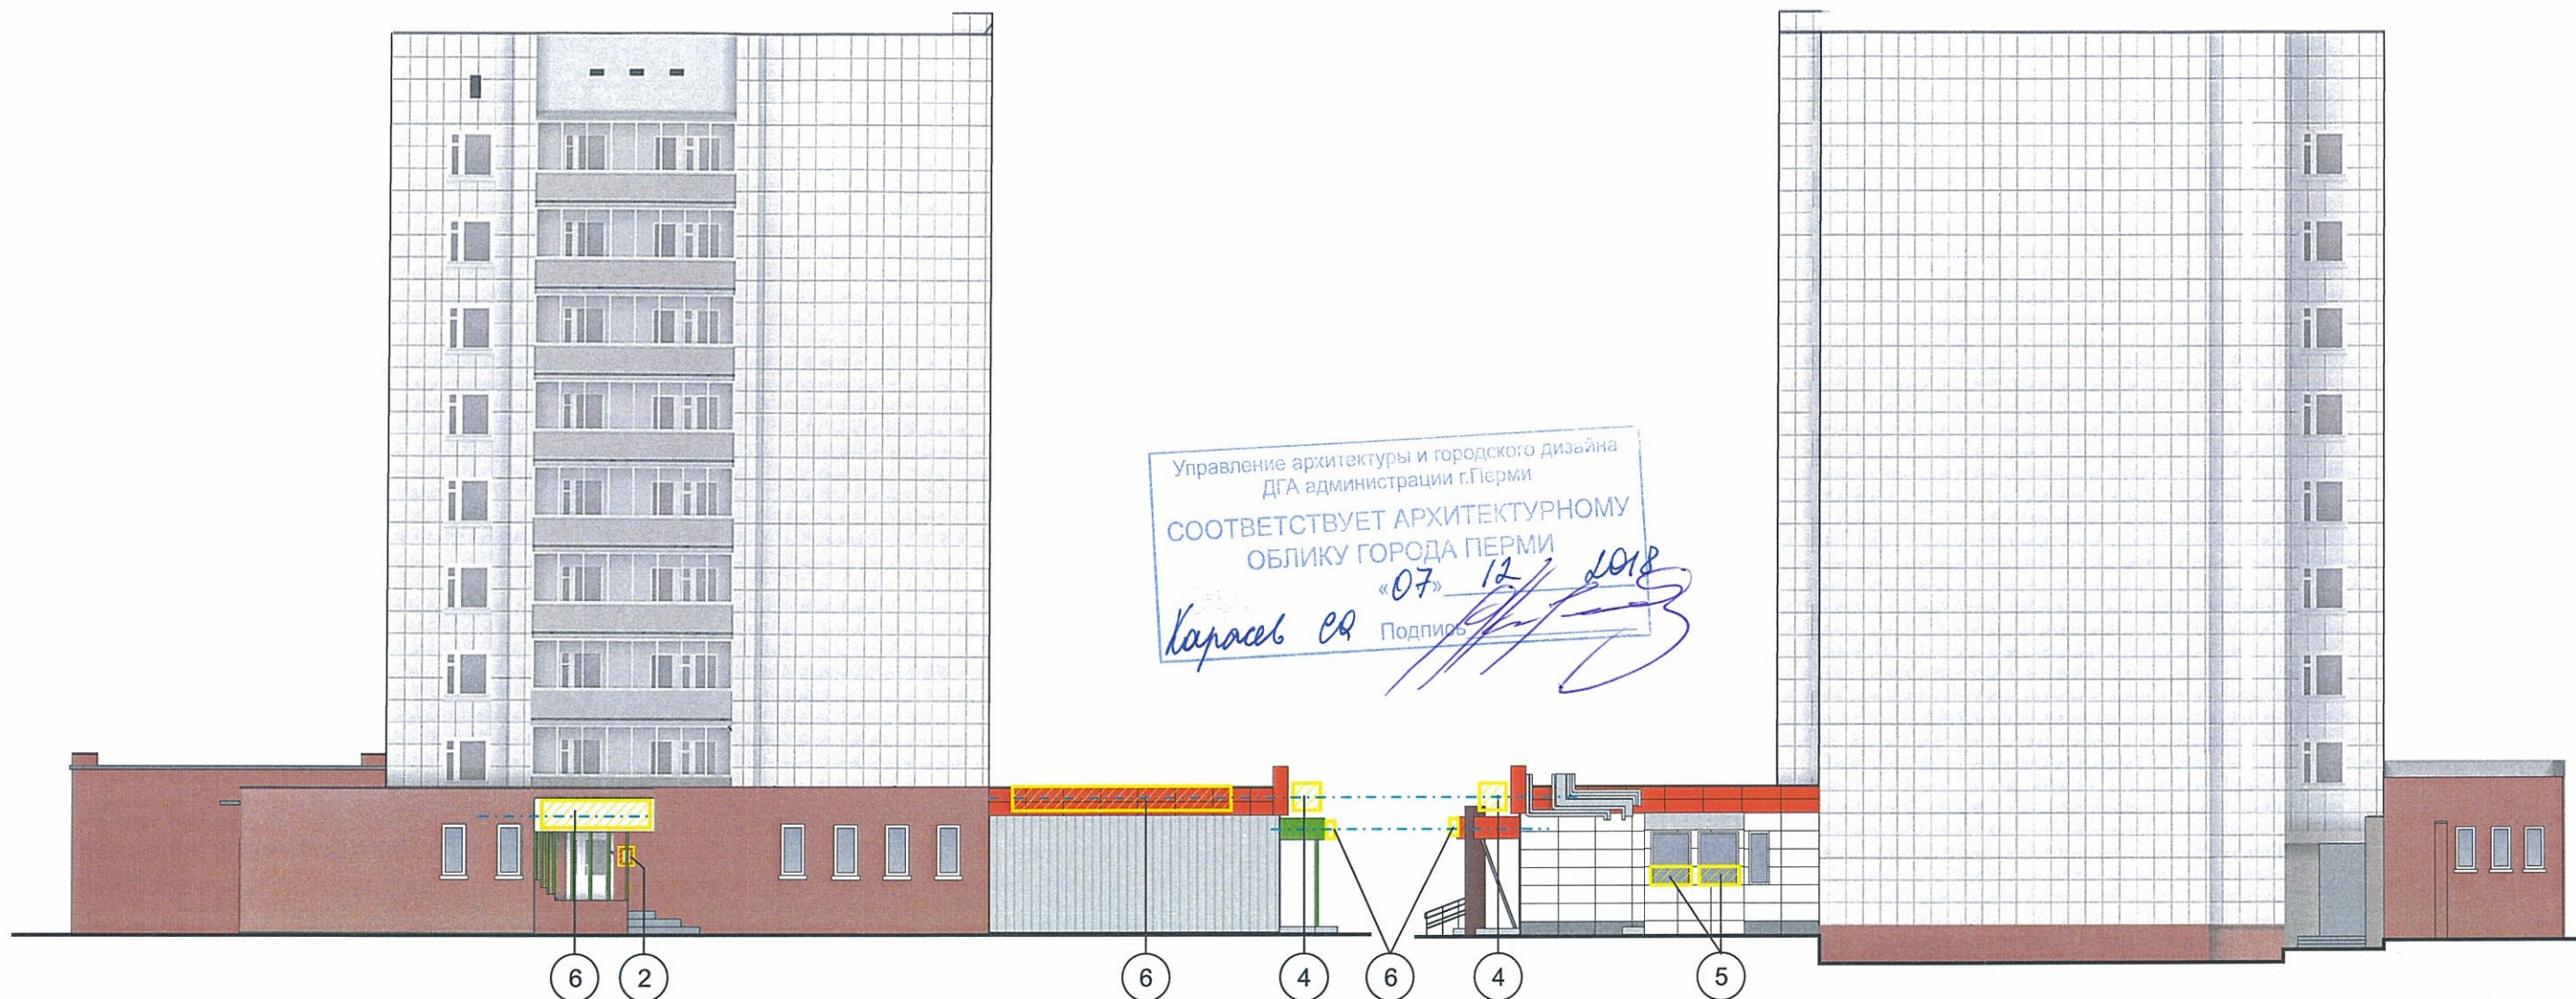 Управление архитектуры и городского дизайна
ДГА администрации г.Перми
СООТВЕТСТВУЕТ АРХИТЕКТУРНОМУ
ОБЛИКУ ГОРОДА ПЕРМИ
«07» 12 2018
Карасев СА Подпись
6 2 6 4 6 4 5